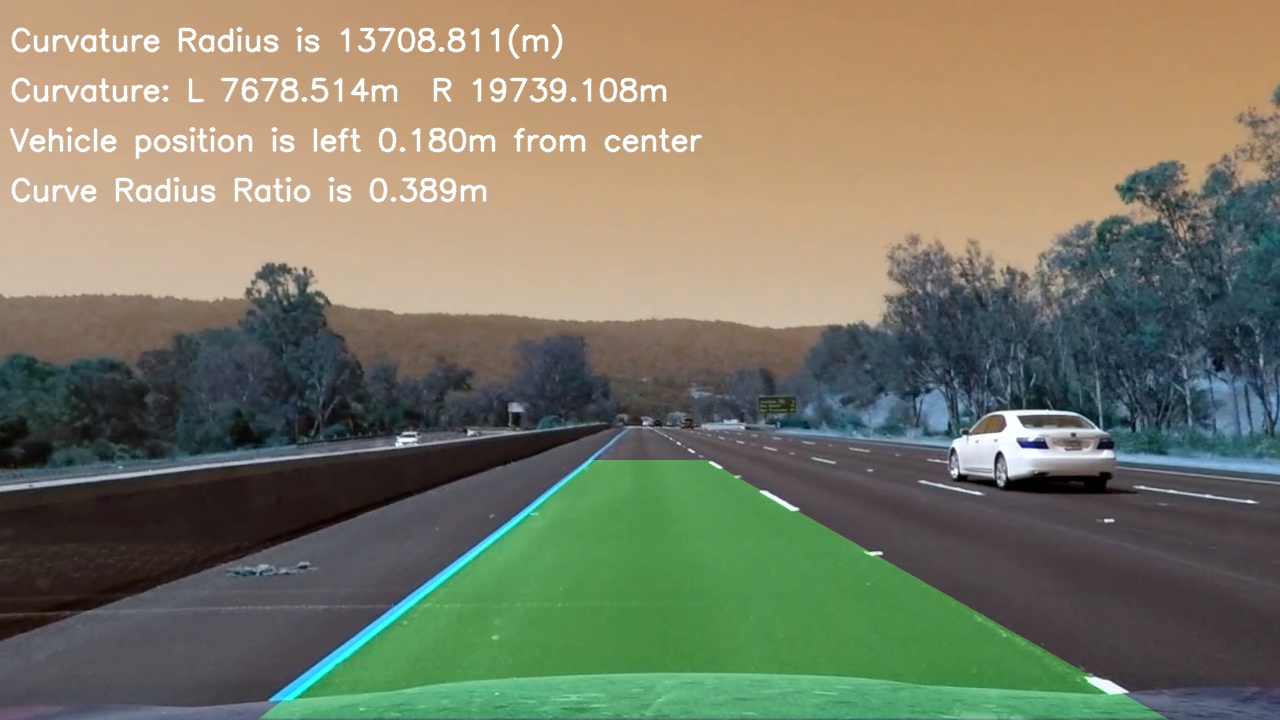 Curvature Radius is 13708.811(m)
Curvature: L 7678.514m R 19739.108m
Vehicle position is left 0.180m from center
Curve Radius Ratio is 0.389m